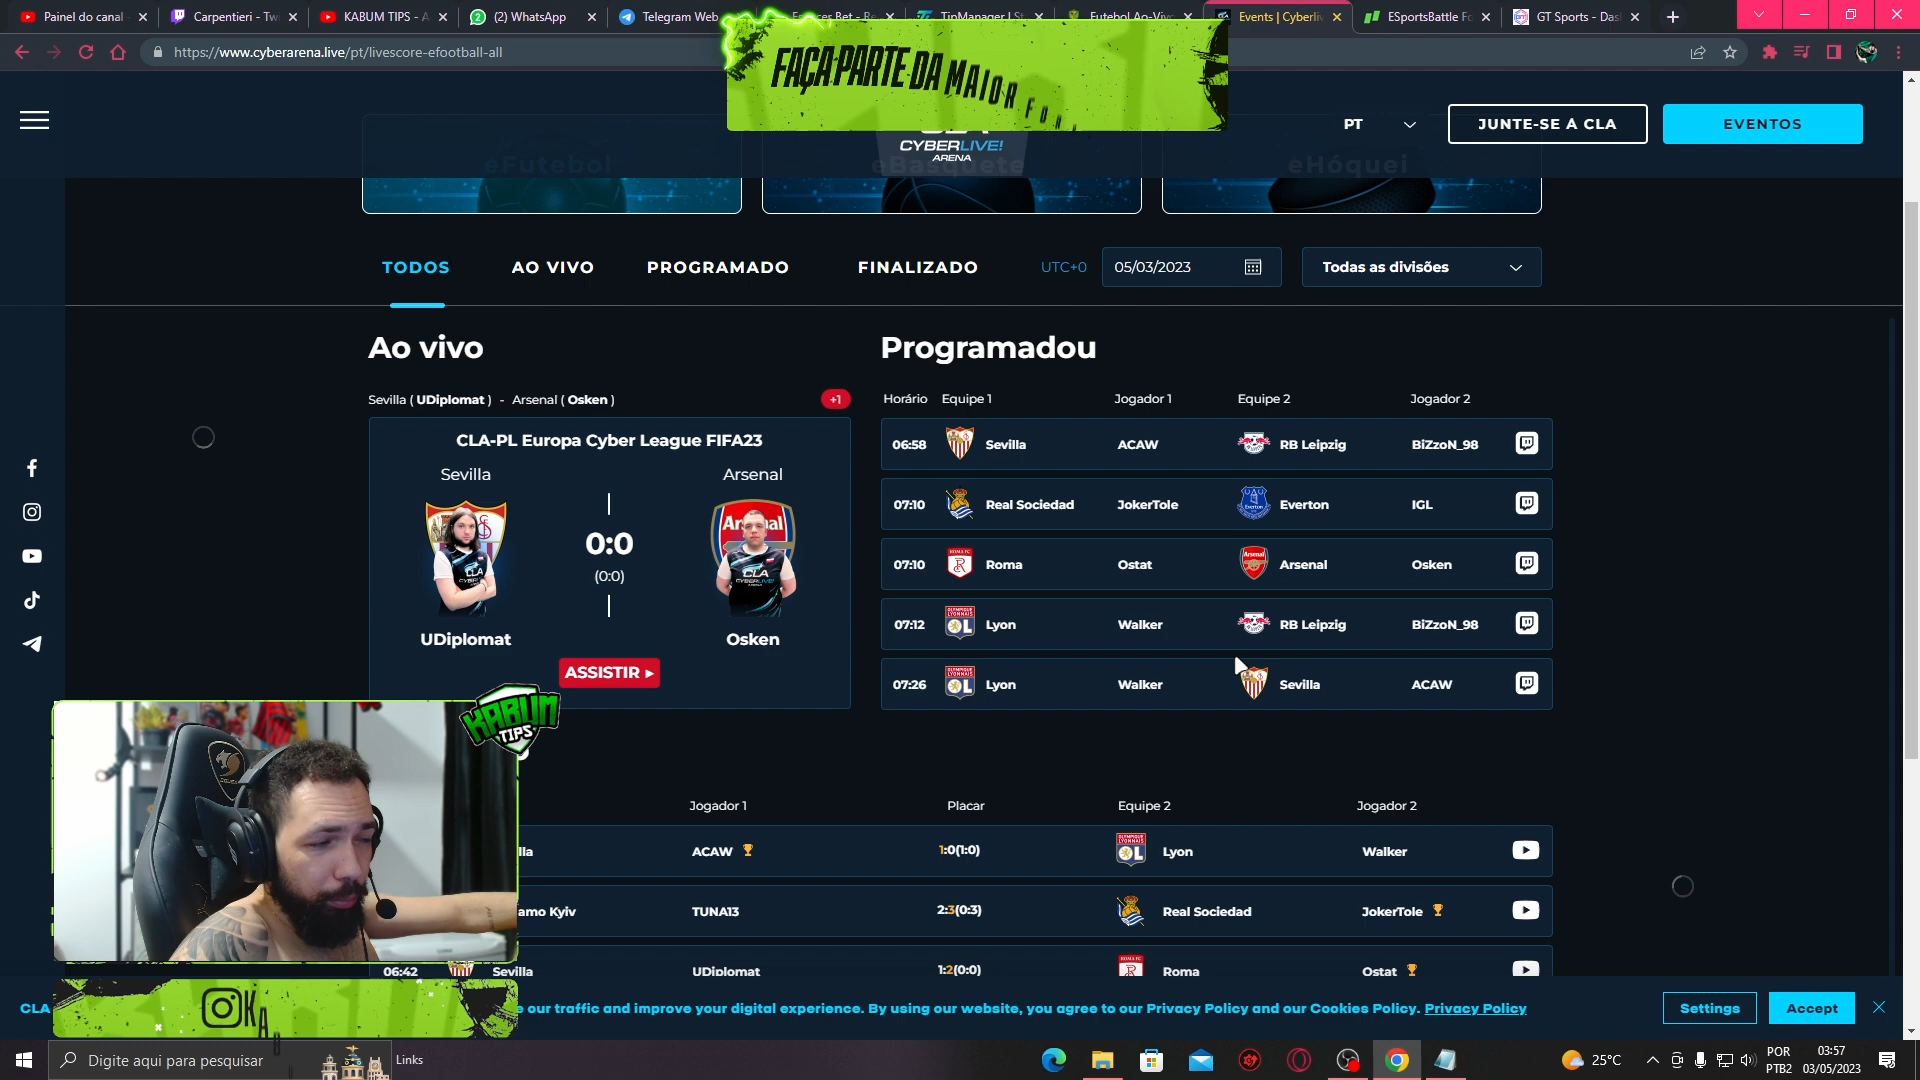 Painel do canal
Carpentieri - Tw
KABUM TIPS - A
(2) WhatsApp
Telegram Web
TipManager | S
Futebol Ao-Vivo
Events | Cyberliv
ESportsBattle Fo
GT Sports - Das
https://www.cyberarena.live/pt/livescore-efootball-all
FAÇA PARTE DA MAIOR FOR
CYBERLIVE!
ARENA
PT
JUNTE-SE A CLA
EVENTOS
eFutebol
eBasquete
eHóquei
TODOS
AO VIVO
PROGRAMADO
FINALIZADO
UTC+0
05/03/2023
Todas as divisões
Ao vivo
Sevilla ( UDiplomat ) - Arsenal ( Osken )
+1
CLA-PL Europa Cyber League FIFA23
Sevilla
Arsenal
0:0
(0:0)
UDiplomat
Osken
ASSISTIR
Programadou
Horário Equipe 1 Jogador 1 Equipe 2 Jogador 2
06:58 Sevilla ACAW RB Leipzig BiZzoN_98
07:10 Real Sociedad JokerTole Everton IGL
07:10 Roma Ostat Arsenal Osken
07:12 Lyon Walker RB Leipzig BiZzoN_98
07:26 Lyon Walker Sevilla ACAW
KABUM
TIPS
Jogador 1 Placar Equipe 2 Jogador 2
lla ACAW 1:0(1:0) Lyon Walker
amo Kyiv TUNA13 2:3(0:3) Real Sociedad JokerTole
06:42 Sevilla UDiplomat 1:2(0:0) Roma Ostat
CLA
KA
e our traffic and improve your digital experience. By using our website, you agree to our Privacy Policy and our Cookies Policy. Privacy Policy
Settings
Accept
Digite aqui para pesquisar
Links
25°C
POR
PTB2
03:57
03/05/2023